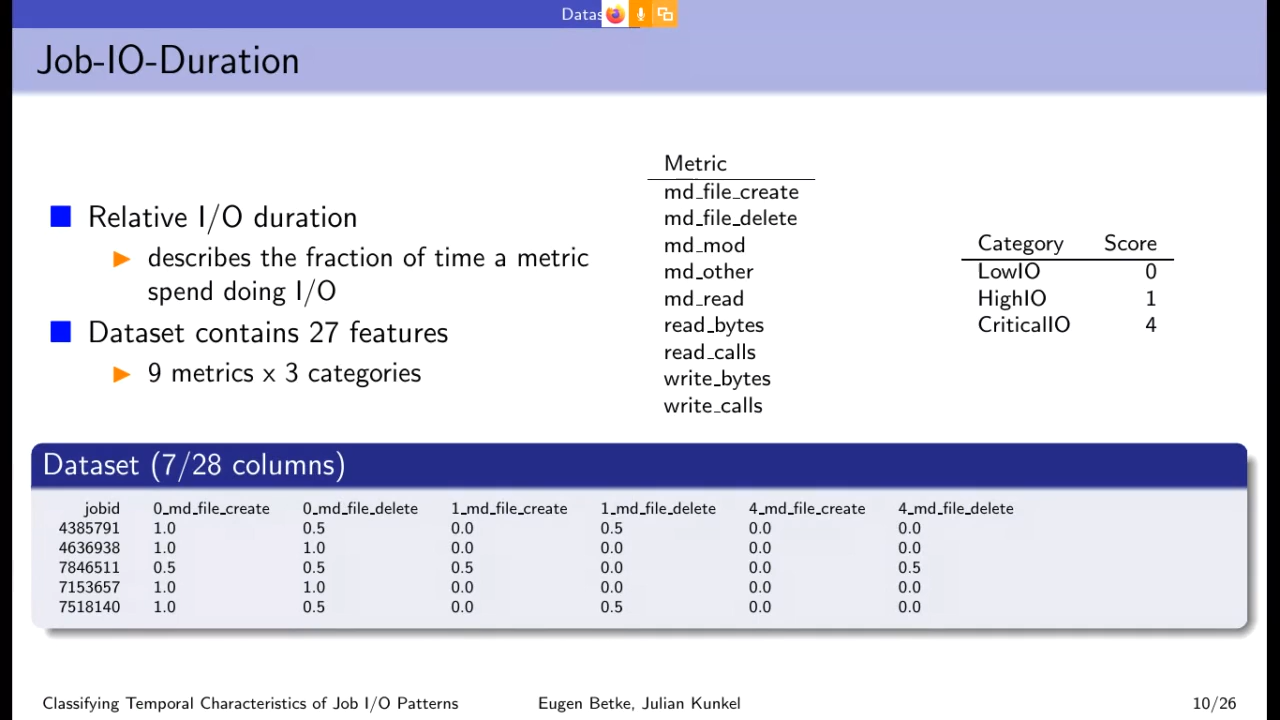 Datas
Job-IO-Duration
Relative I/O duration
describes the fraction of time a metric
spend doing I/O
Dataset contains 27 features
9 metrics x 3 categories
Metric
md_file_create
md_file_delete
md_mod
md_other
md_read
read_bytes
read_calls
write_bytes
write_calls
Category Score
LowIO 0
HighIO 1
CriticalIO 4
Dataset (7/28 columns)
jobid 0_md_file_create 0_md_file_delete 1_md_file_create 1_md_file_delete 4_md_file_create 4_md_file_delete
4385791 1.0 0.5 0.0 0.5 0.0 0.0
4636938 1.0 1.0 0.0 0.0 0.0 0.0
7846511 0.5 0.5 0.5 0.0 0.0 0.5
7153657 1.0 1.0 0.0 0.0 0.0 0.0
7518140 1.0 0.5 0.0 0.5 0.0 0.0
Classifying Temporal Characteristics of Job I/O Patterns Eugen Betke, Julian Kunkel 10/26